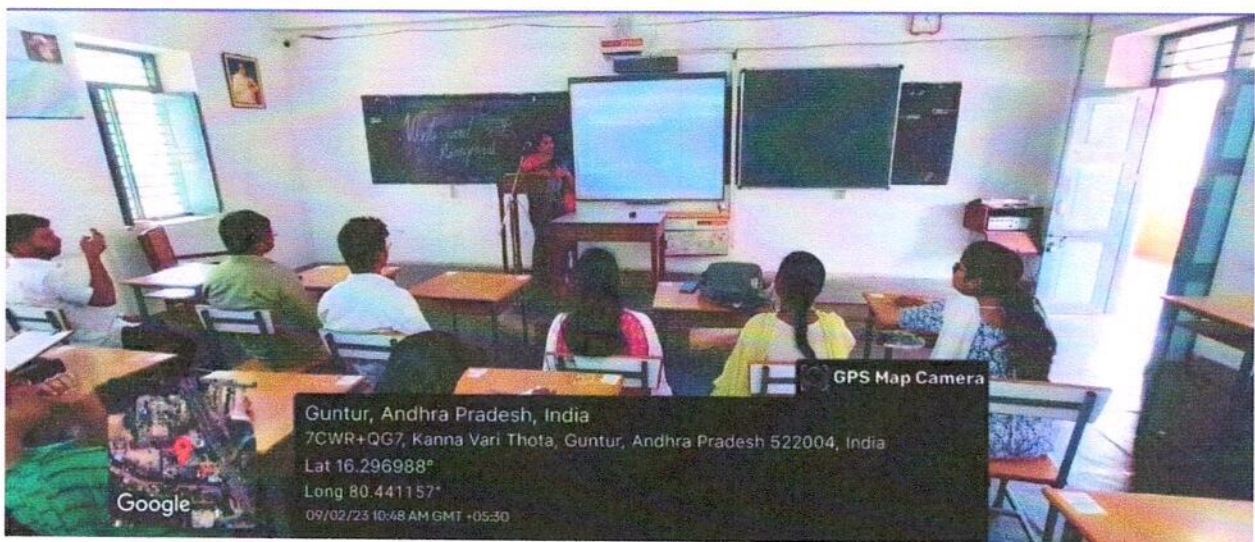 GPS Map Camera
Guntur, Andhra Pradesh, India
7CWR+QG7, Kanna Vari Thota, Guntur, Andhra Pradesh 522004, India
Lat 16.296988°
Long 80.441157°
09/02/23 10:48 AM GMT +05:30
Google